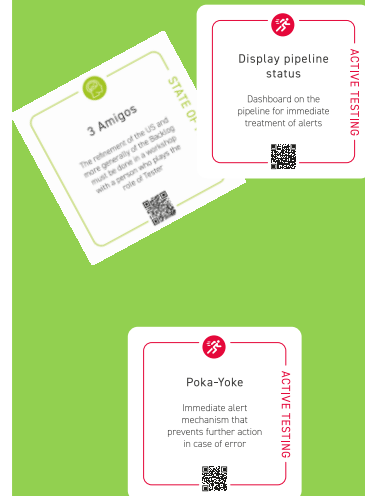 Display pipeline
status
Dashboard on the
pipeline for immediate
treatment of alerts
ACTIVE TESTING
3 Amigos
The refinement of the US and
more generally of the Backlog
must be done in a workshop
with a person who plays the
role of Tester
STATE OF
Poka-Yoke
Immediate alert
mechanism that
prevents further action
in case of error
ACTIVE TESTING